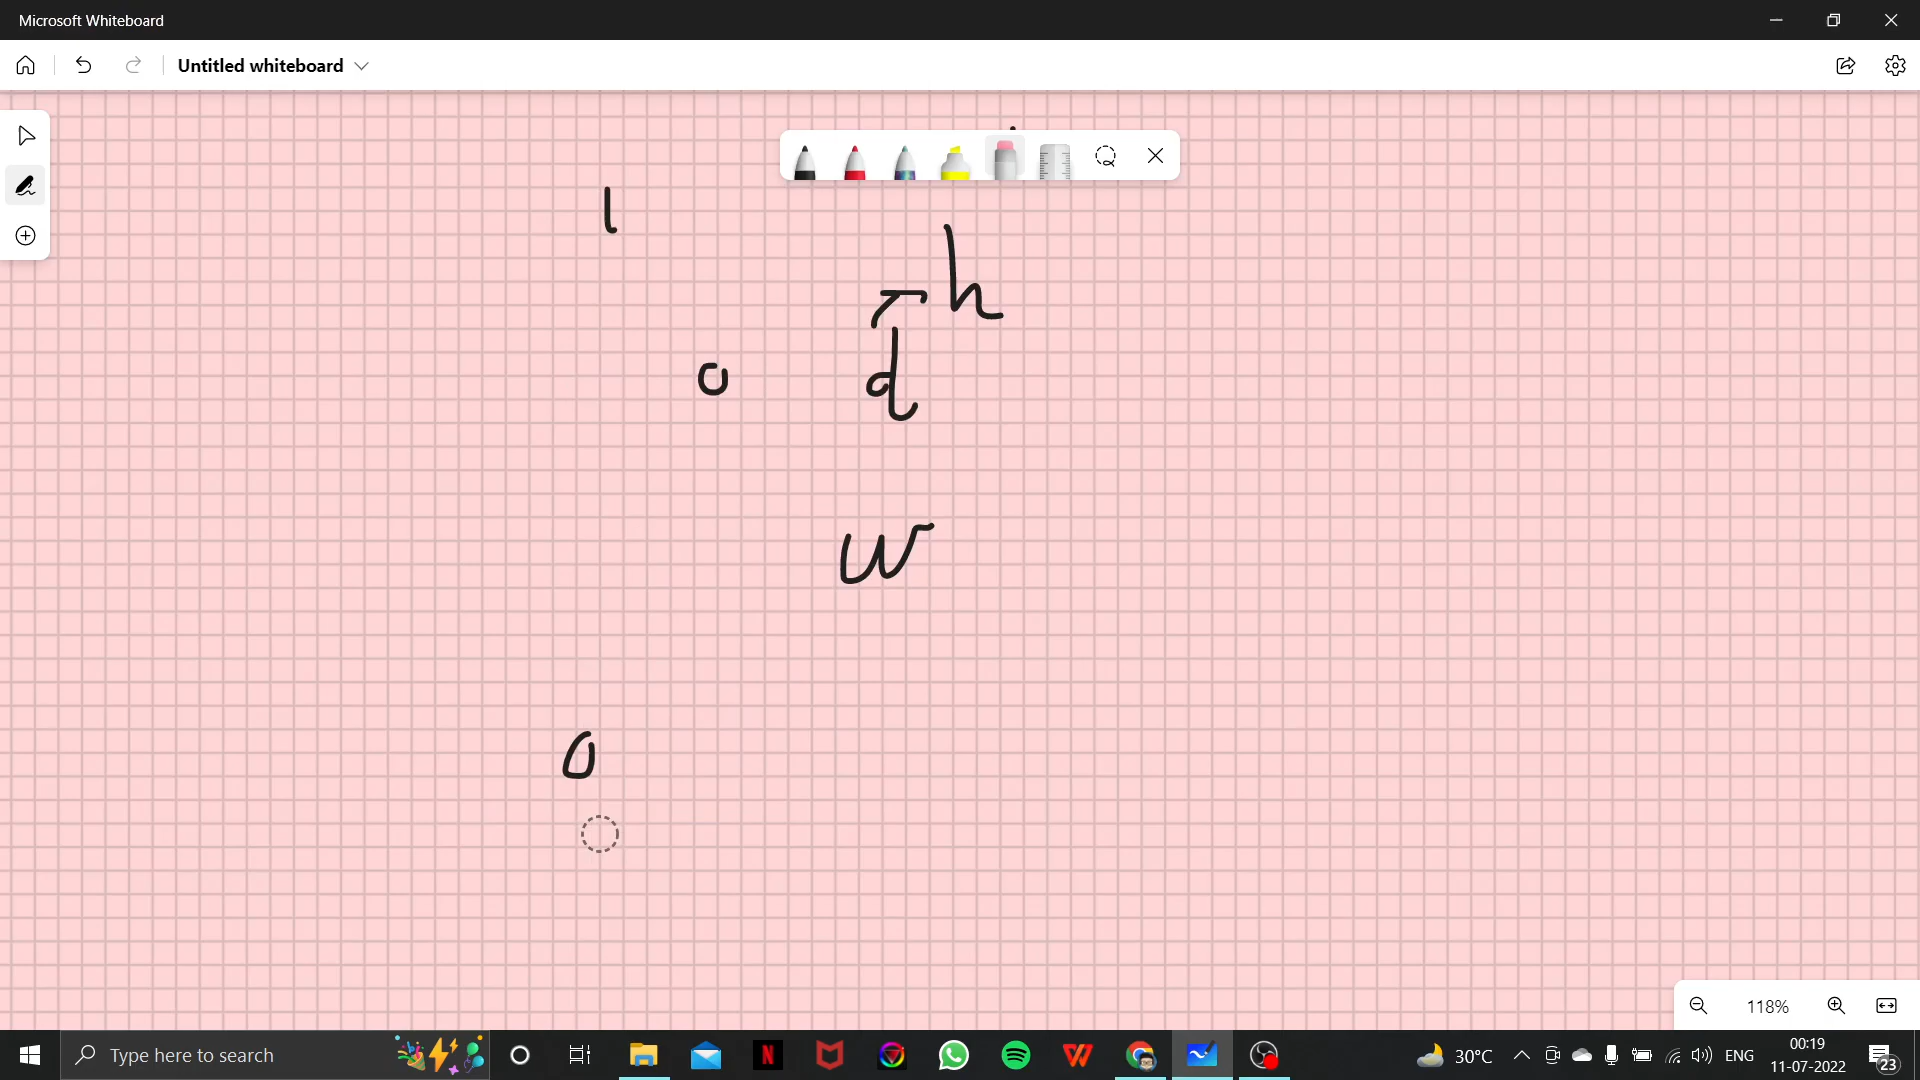 Microsoft Whiteboard
Untitled whiteboard
l
h
o
d
w
o
118%
Type here to search
N
W
30°C
ENG
00:19
11-07-2022
23